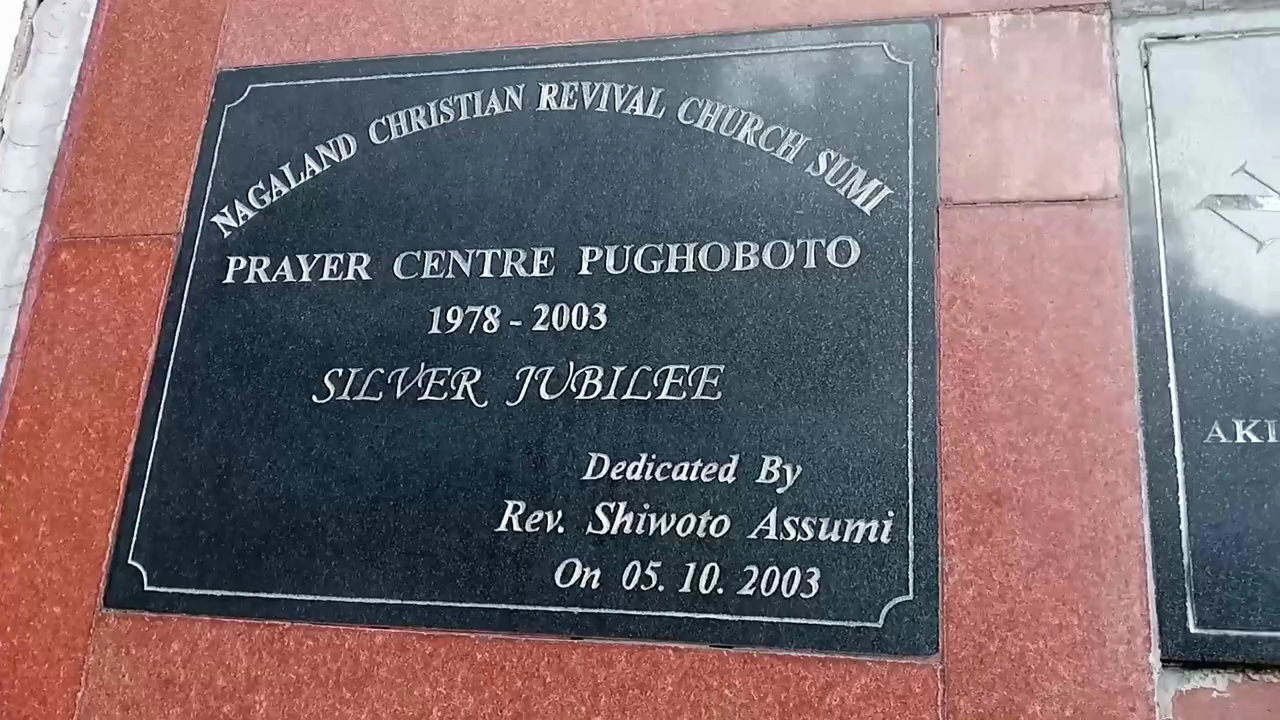 NAGALAND CHRISTIAN REVIVAL CHURCH SUMI
PRAYER CENTRE PUGHOBOTO
1978 - 2003
SILVER JUBILEE
Dedicated By
Rev. Shiwoto Assumi
On 05. 10. 2003